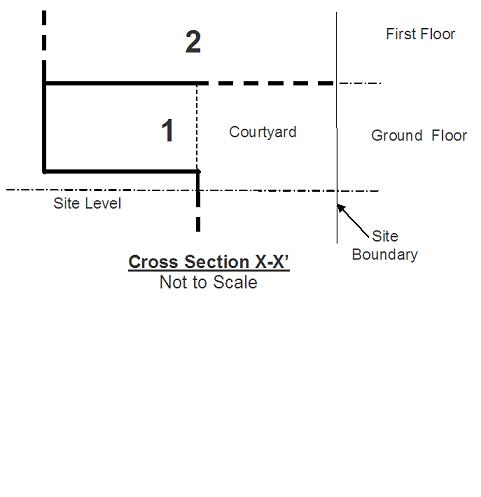 First Floor
2
1
Courtyard
Ground Floor
Site Level
Site
Boundary
Cross Section X-X'
Not to Scale